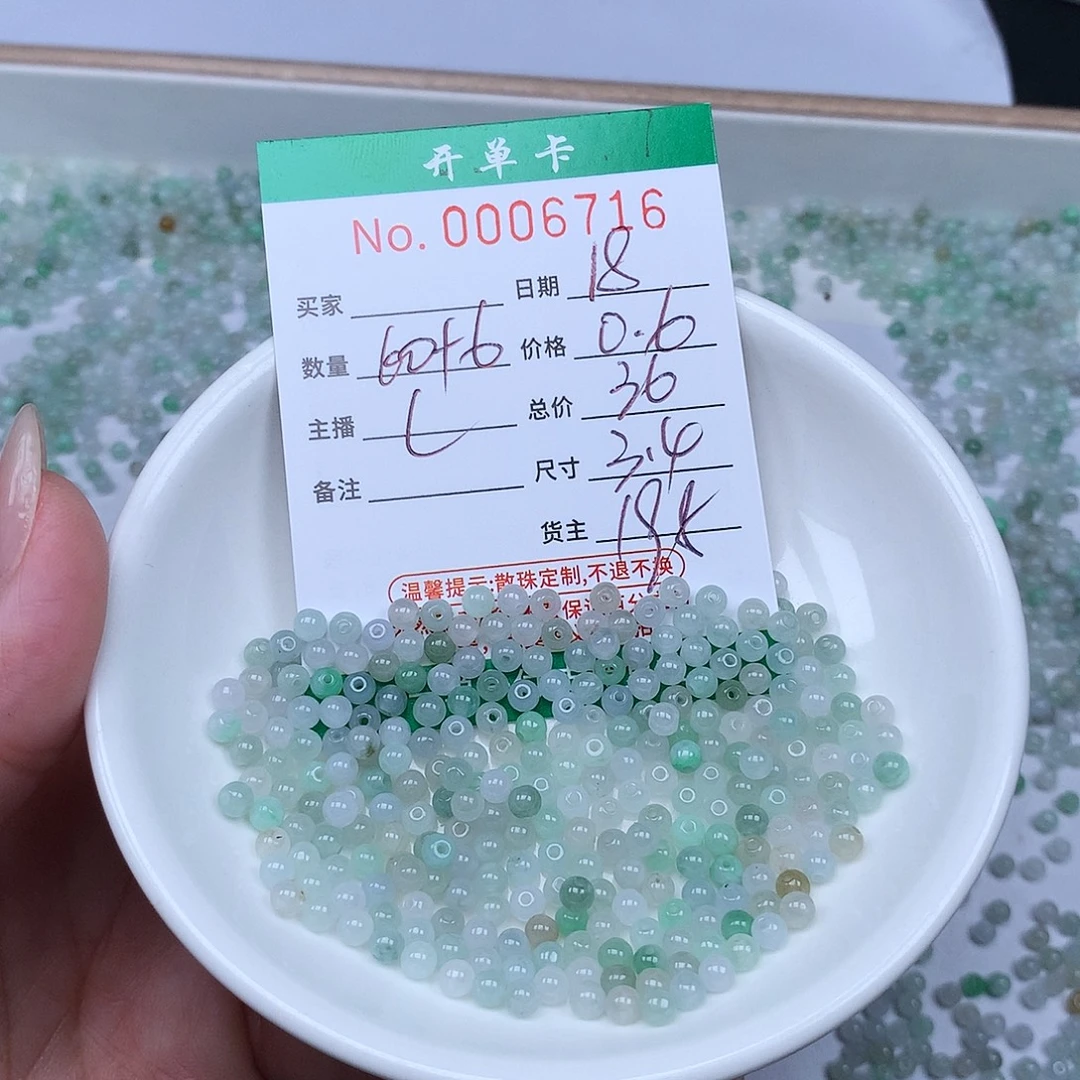 开单卡
No. 0006716
买家 日期 18
数量 60+6 价格 0.6
主播 L 总价 36
备注 尺寸 3.4
货主 18K
温馨提示:散珠定制,不退不换